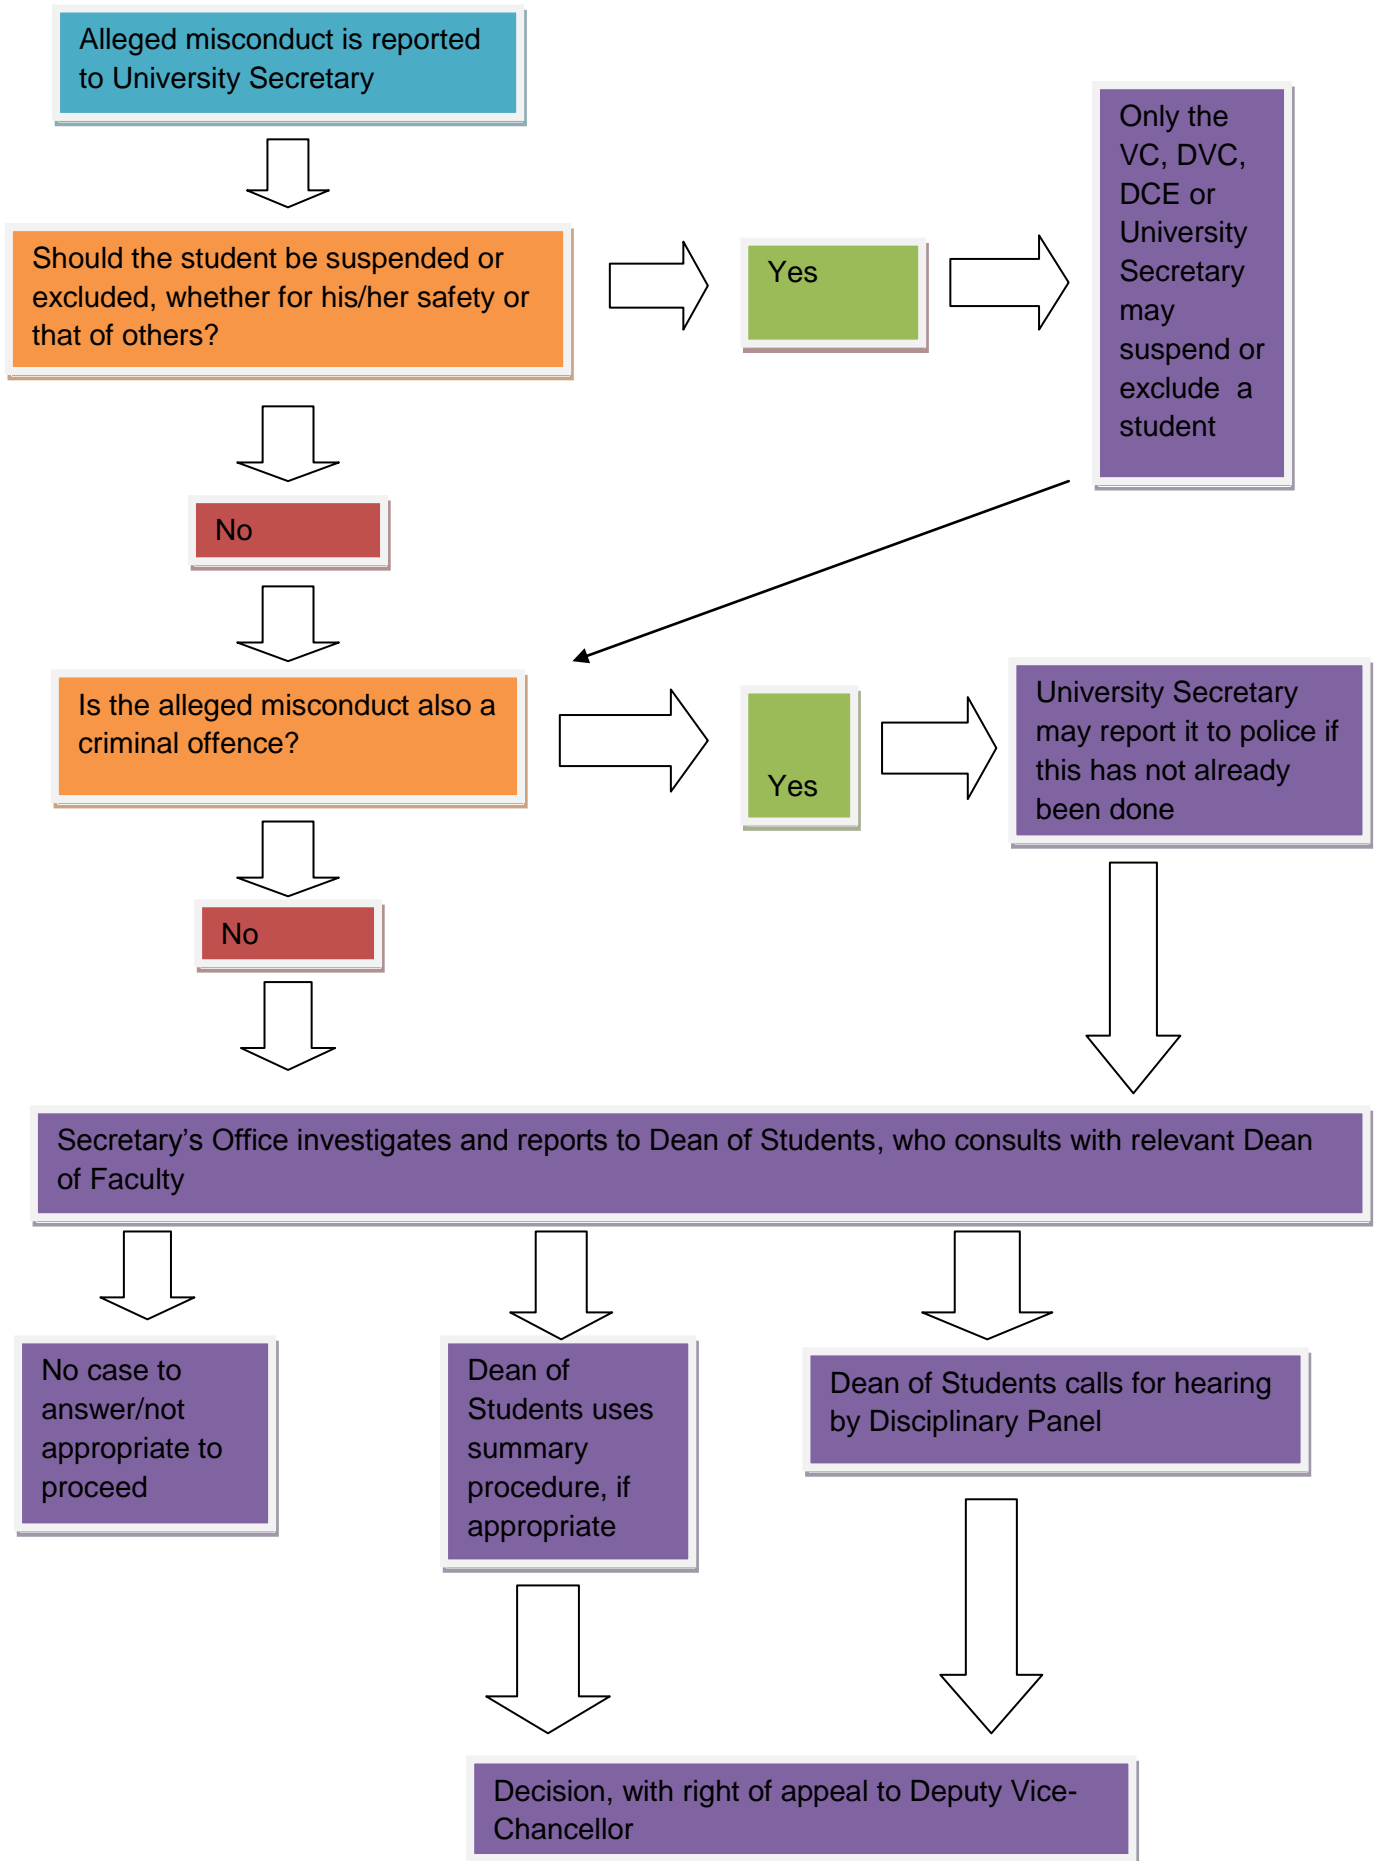 Alleged misconduct is reported
to University Secretary
Only the
VC, DVC,
DCE or
University
Secretary
may
suspend or
exclude a
student
Should the student be suspended or
excluded, whether for his/her safety or
that of others?
Yes
No
Is the alleged misconduct also a
criminal offence?
Yes
University Secretary
may report it to police if
this has not already
been done
No
Secretary’s Office investigates and reports to Dean of Students, who consults with relevant Dean
of Faculty
No case to
answer/not
appropriate to
proceed
Dean of
Students uses
summary
procedure, if
appropriate
Dean of Students calls for hearing
by Disciplinary Panel
Decision, with right of appeal to Deputy Vice-
Chancellor